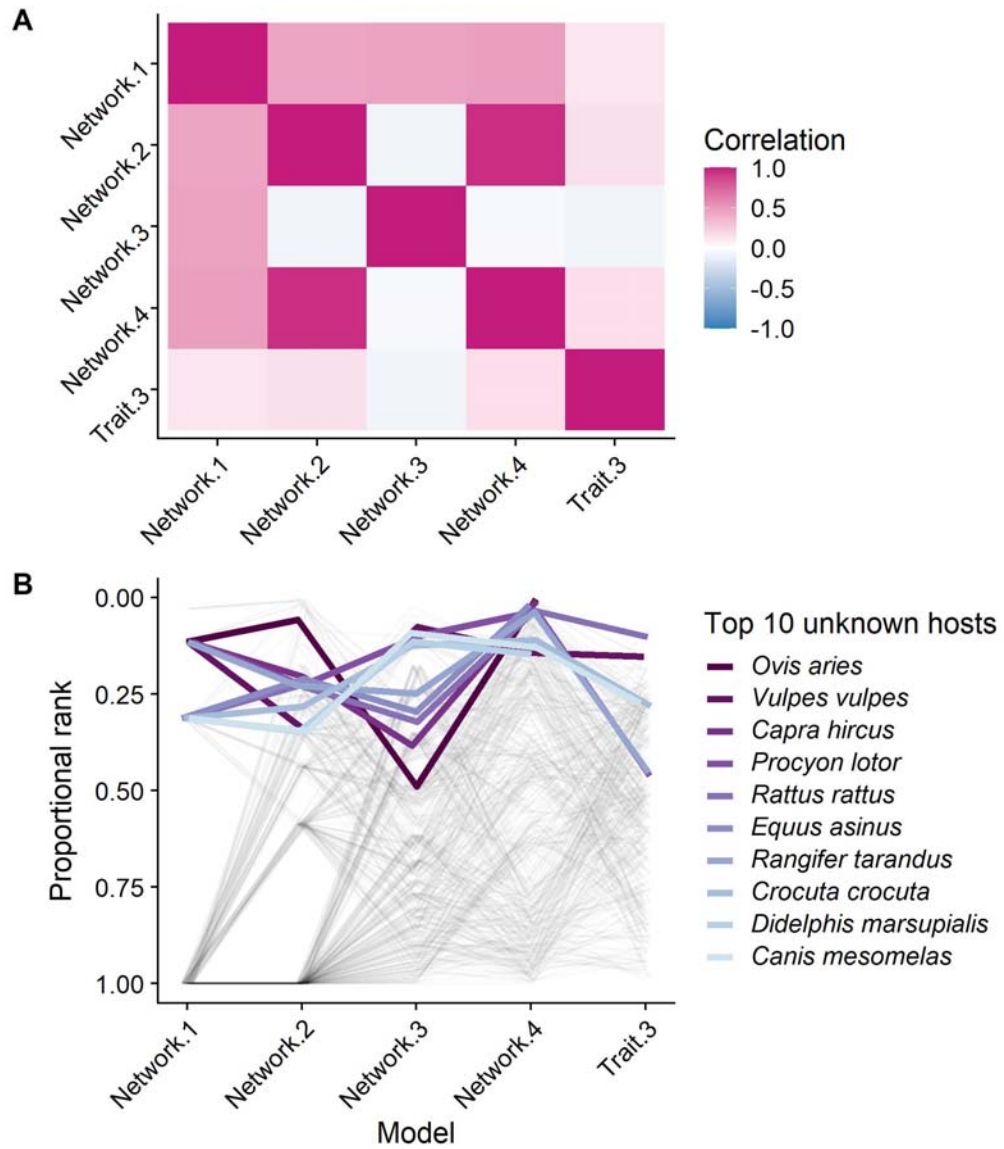 A
Network.1
Network.2
Network.3
Network.4
Trait.3
Network.1
Network.2
Network.3
Network.4
Trait.3
Correlation
1.0
0.5
0.0
-0.5
-1.0
B
Proportional rank
0.00
0.25
0.50
0.75
1.00
Network.1
Network.2
Network.3
Network.4
Trait.3
Model
Top 10 unknown hosts
Ovis aries
Vulpes vulpes
Capra hircus
Procyon lotor
Rattus rattus
Equus asinus
Rangifer tarandus
Crocuta crocuta
Didelphis marsupialis
Canis mesomelas